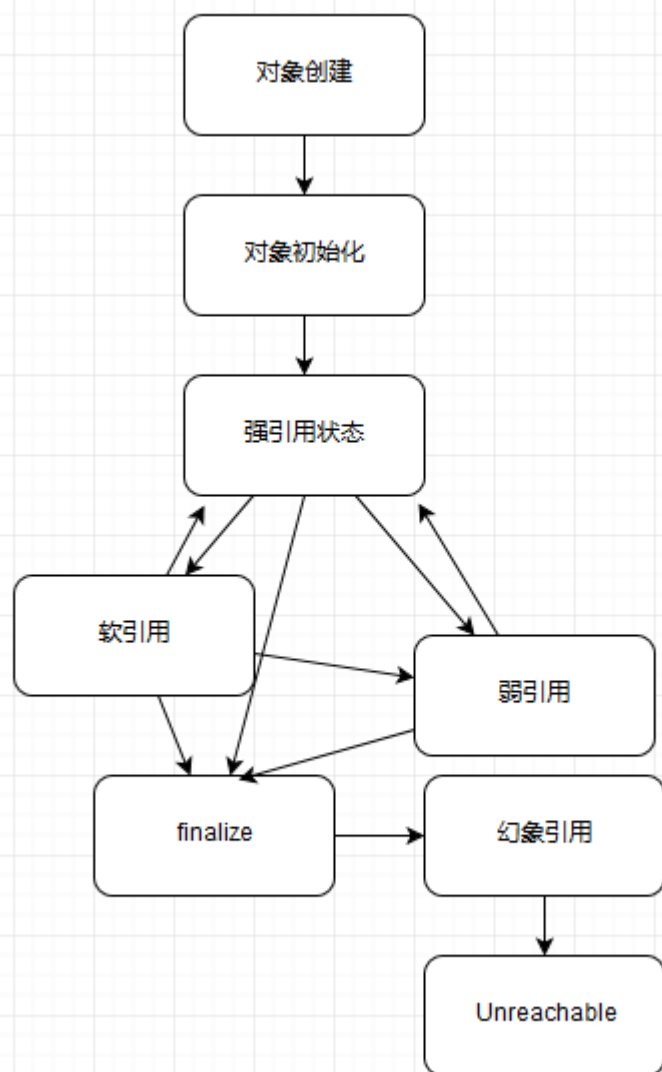 对象创建
对象初始化
强引用状态
软引用
弱引用
finalize
幻象引用
Unreachable